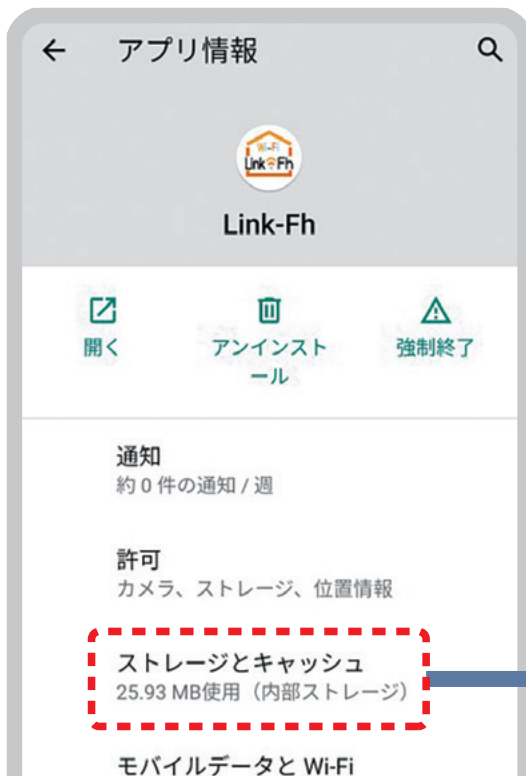 アプリ情報
Wi-Fi
Link Fh
Link-Fh
開く
アンインスト
ール
強制終了
通知
約 0 件の通知 / 週
許可
カメラ、ストレージ、位置情報
ストレージとキャッシュ
25.93 MB使用（内部ストレージ）
モバイルデータと Wi-Fi